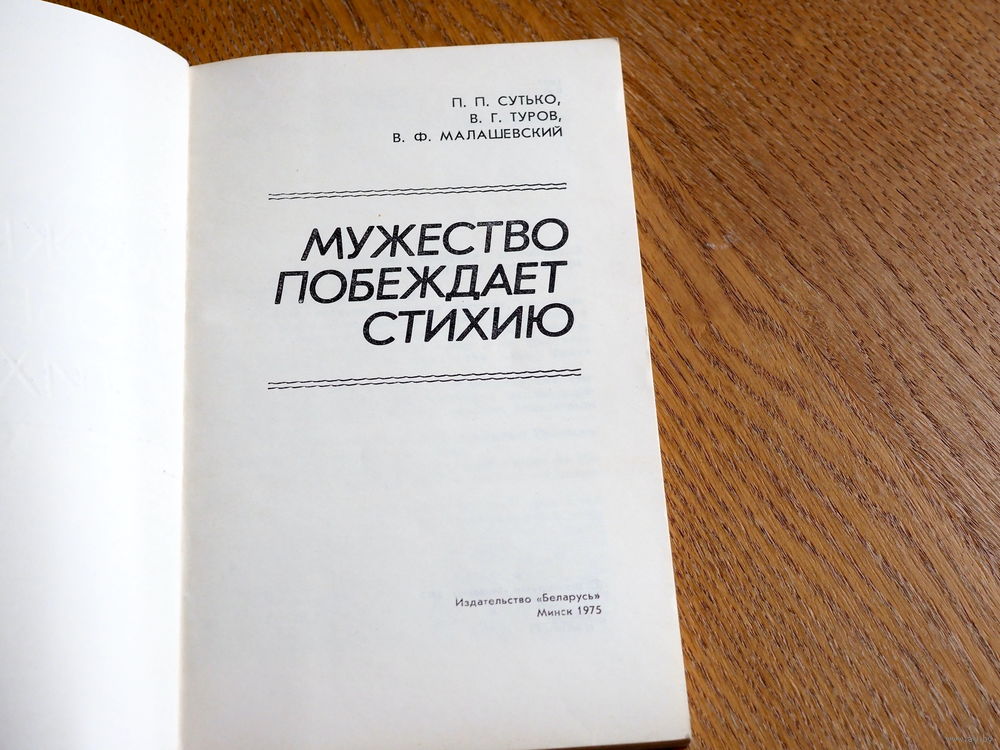 П. П. СУТЬКО,
В. Г. ТУРОВ,
В. Ф. МАЛАШЕВСКИЙ
МУЖЕСТВО
ПОБЕЖДАЕТ
СТИХИЮ
Издательство «Беларусь»
Минск 1975